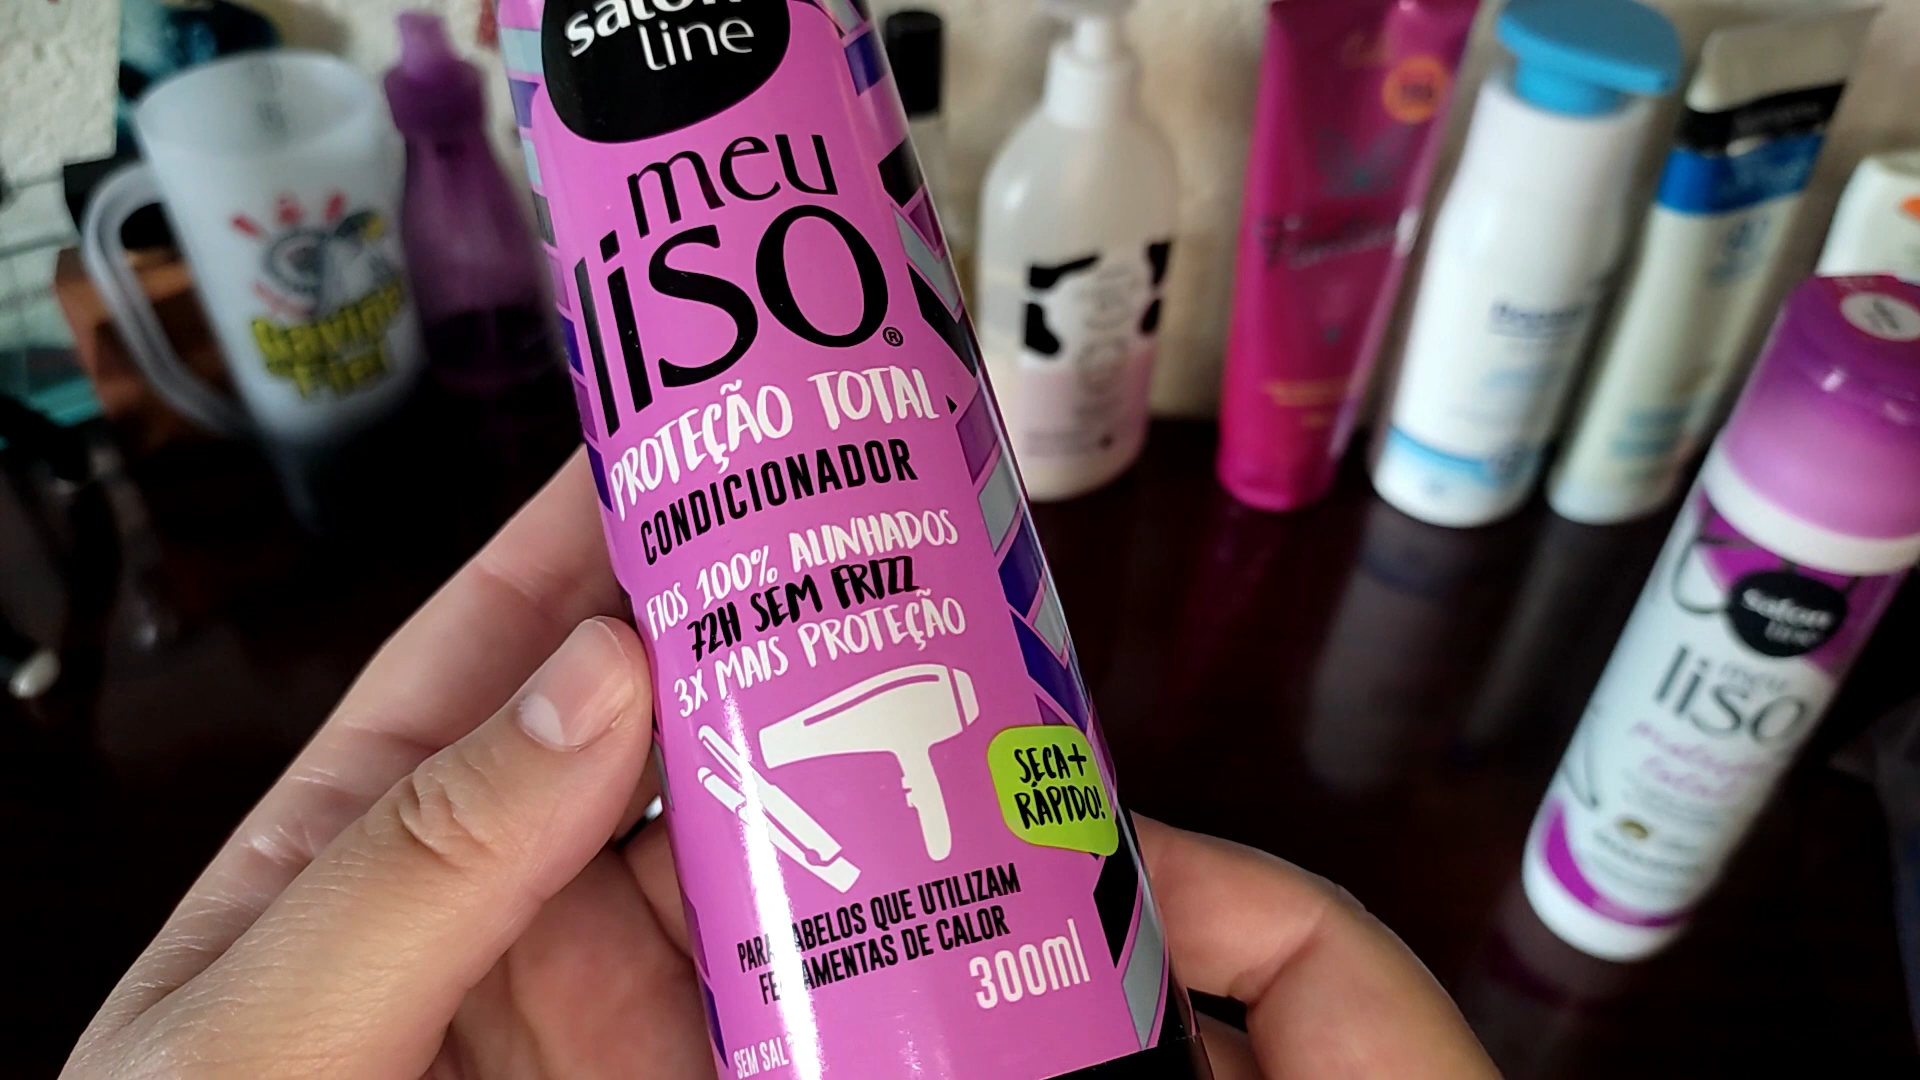 salon
line
meu
liso®
PROTEÇÃO TOTAL
CONDICIONADOR
FIOS 100% ALINHADOS
72H SEM FRIZZ
3X MAIS PROTEÇÃO
SECA+
RÁPIDO!
PARA CABELOS QUE UTILIZAM
FERRAMENTAS DE CALOR
300ml
SEM SAL
salon
line
meu
liso